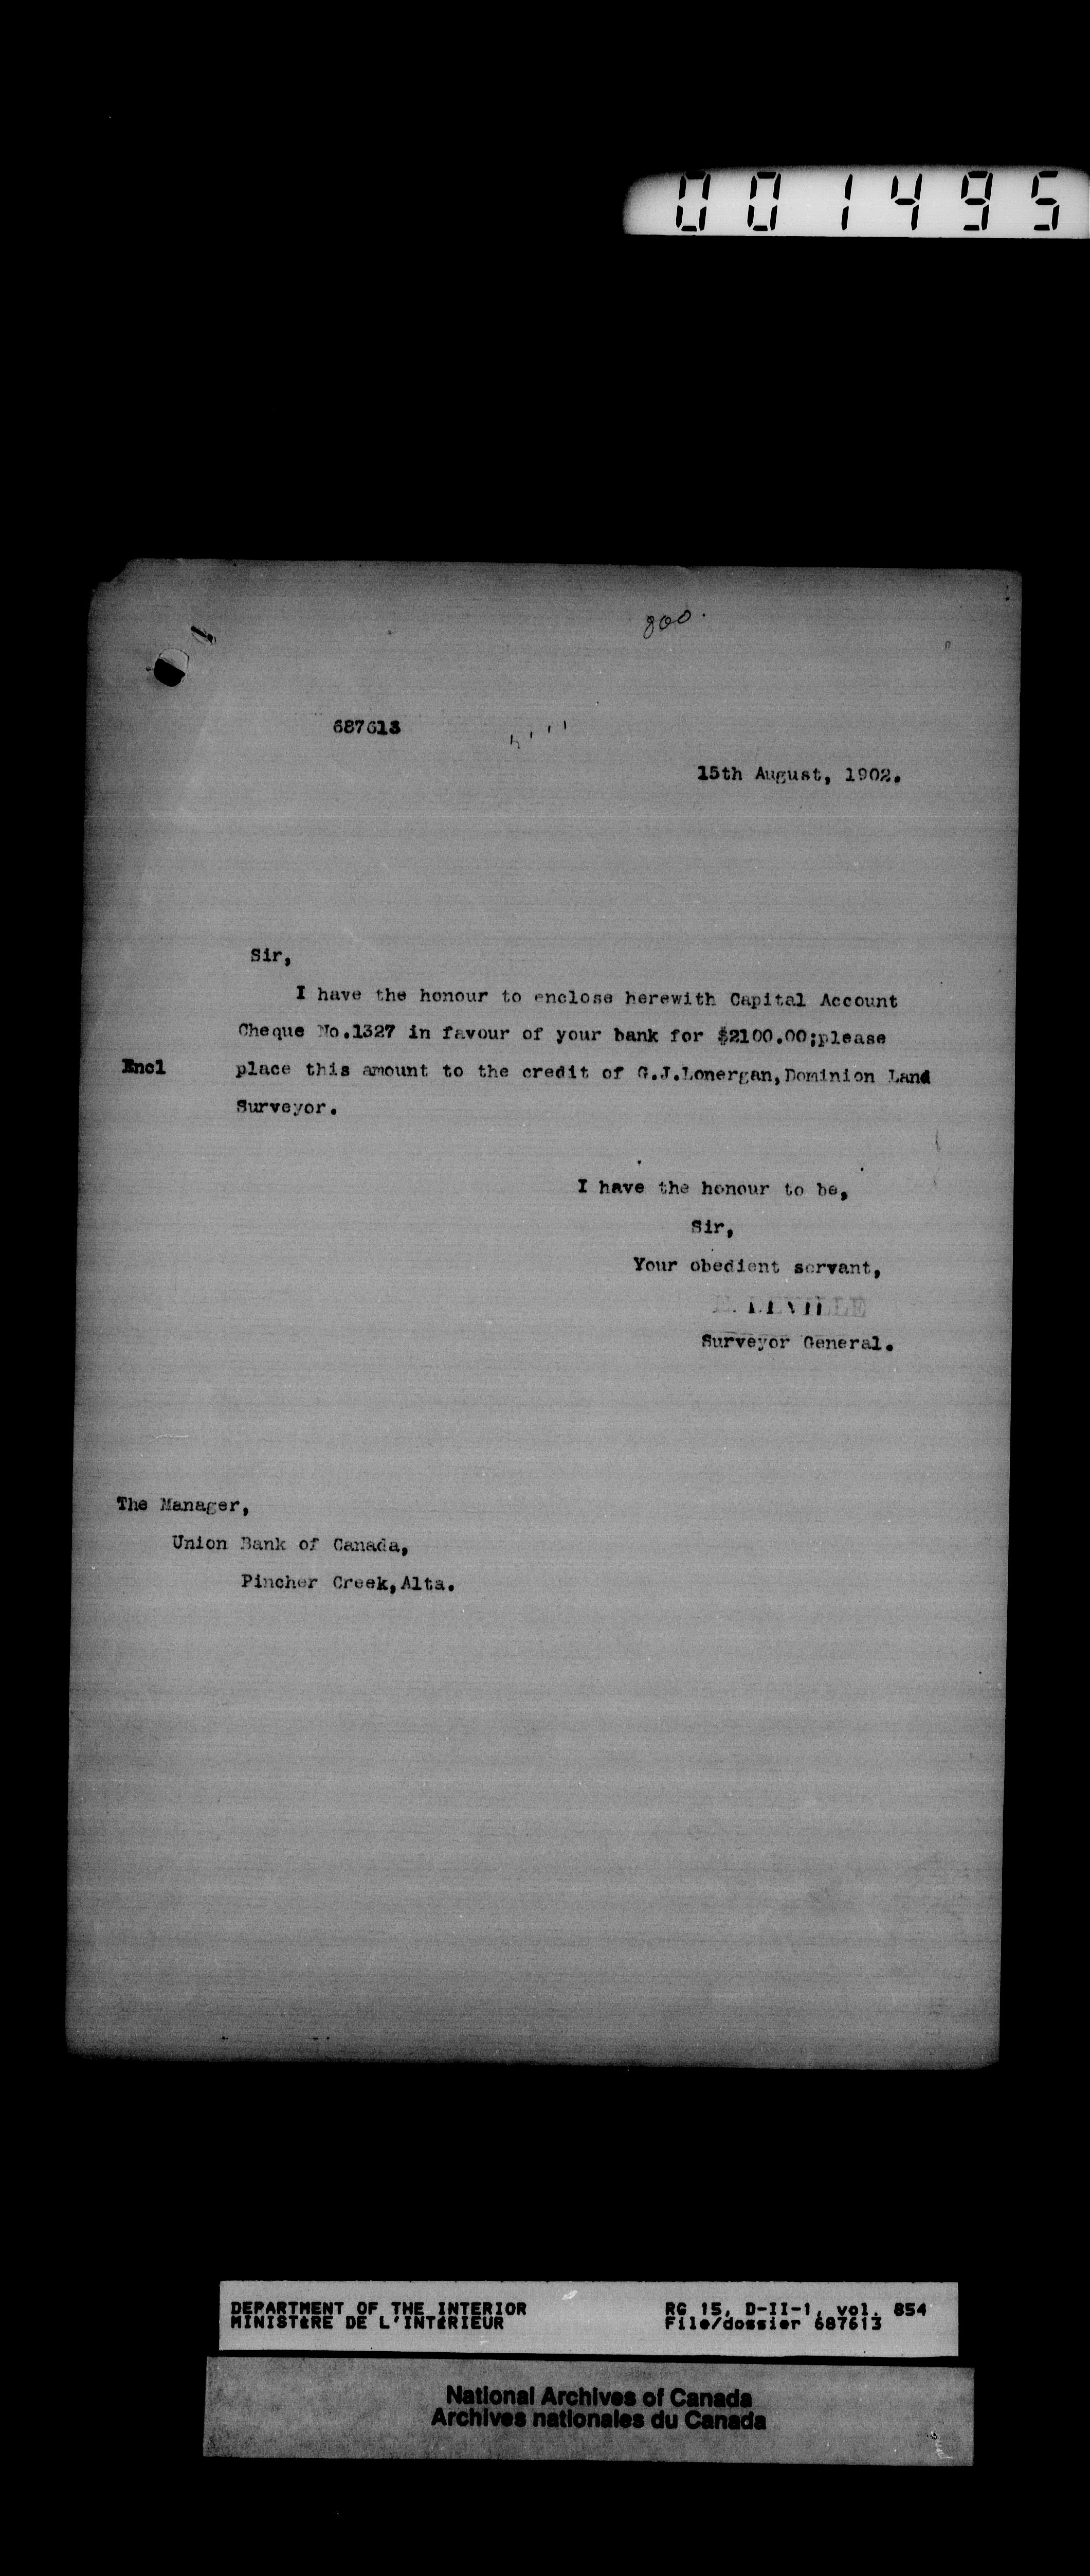 001495
800.
687613
15th August, 1902.
Sir,
I have the honour to enclose herewith Capital Account
Cheque No.1327 in favour of your bank for $2100.00;please
Encl place this amount to the credit of G.J.Lonergan,Dominion Land
Surveyor.
I have the honour to be,
Sir,
Your obedient servant,
E. DEVILLE
Surveyor General.
The Manager,
Union Bank of Canada,
Pincher Creek,Alta.
DEPARTMENT OF THE INTERIOR RG 15, D-II-1, vol. 854
MINISTÈRE DE L'INTÉRIEUR File/dossier 687613
National Archives of Canada
Archives nationales du Canada